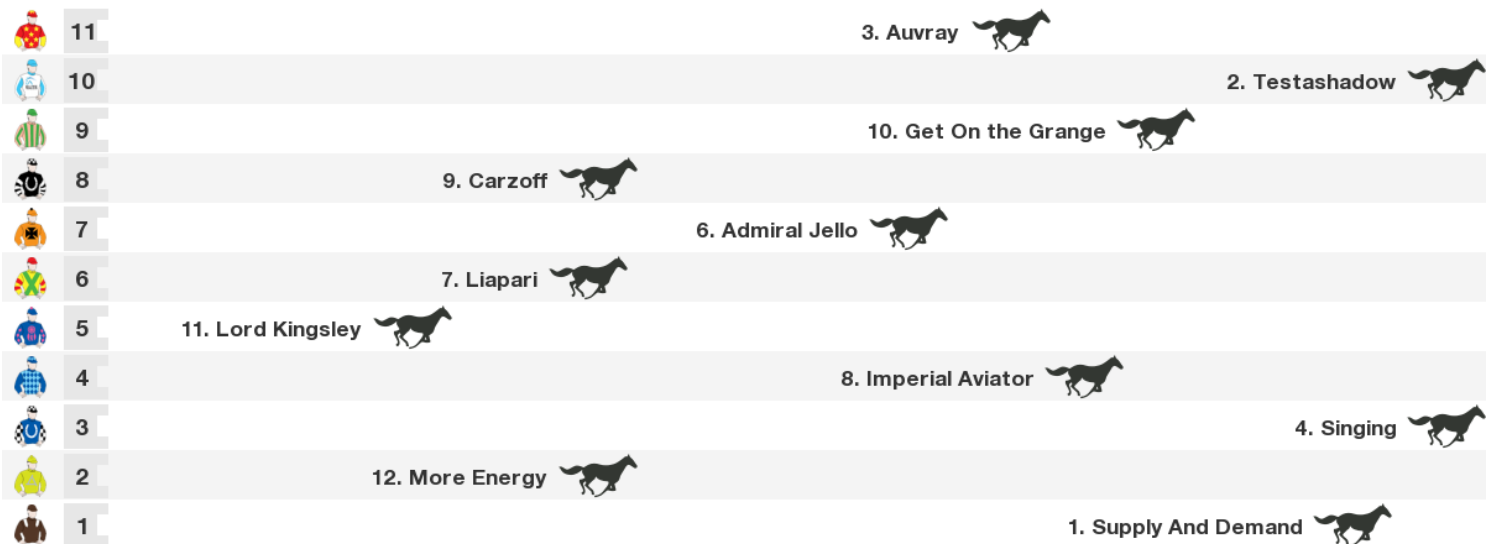 11 3. Auvray
10 2. Testashadow
9 10. Get On the Grange
8 9. Carzoff
7 6. Admiral Jello
6 7. Liapari
5 11. Lord Kingsley
4 8. Imperial Aviator
3 4. Singing
2 12. More Energy
1 1. Supply And Demand